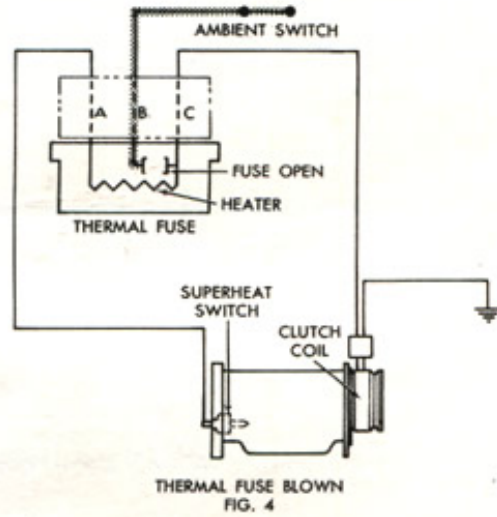 AMBIENT SWITCH
A B C
FUSE OPEN
HEATER
THERMAL FUSE
SUPERHEAT
SWITCH
CLUTCH
COIL
THERMAL FUSE BLOWN
FIG. 4